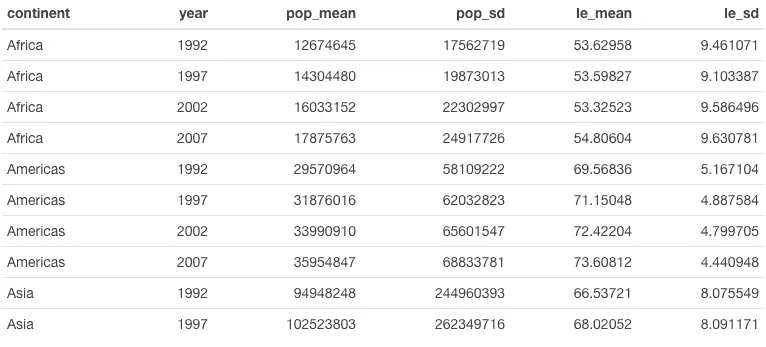 continent year pop_mean pop_sd le_mean le_sd
Africa 1992 12674645 17562719 53.62958 9.461071
Africa 1997 14304480 19873013 53.59827 9.103387
Africa 2002 16033152 22302997 53.32523 9.586496
Africa 2007 17875763 24917726 54.80604 9.630781
Americas 1992 29570964 58109222 69.56836 5.167104
Americas 1997 31876016 62032823 71.15048 4.887584
Americas 2002 33990910 65601547 72.42204 4.799705
Americas 2007 35954847 68833781 73.60812 4.440948
Asia 1992 94948248 244960393 66.53721 8.075549
Asia 1997 102523803 262349716 68.02052 8.091171